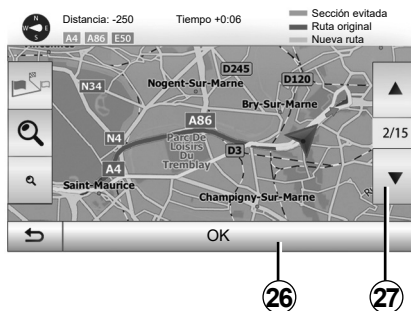 Distancia: -250
Tiempo +0:06
Sección evitada
Ruta original
Nueva ruta
A4 A86 E50
D245
D120
N34
Nogent-Sur-Marne
Bry-Sur-Marne
A86
2/15
N4
Parc De
Loisirs
Du
Tremblay
D3
A4
Saint-Maurice
Champigny-Sur-Marne
OK
26
27